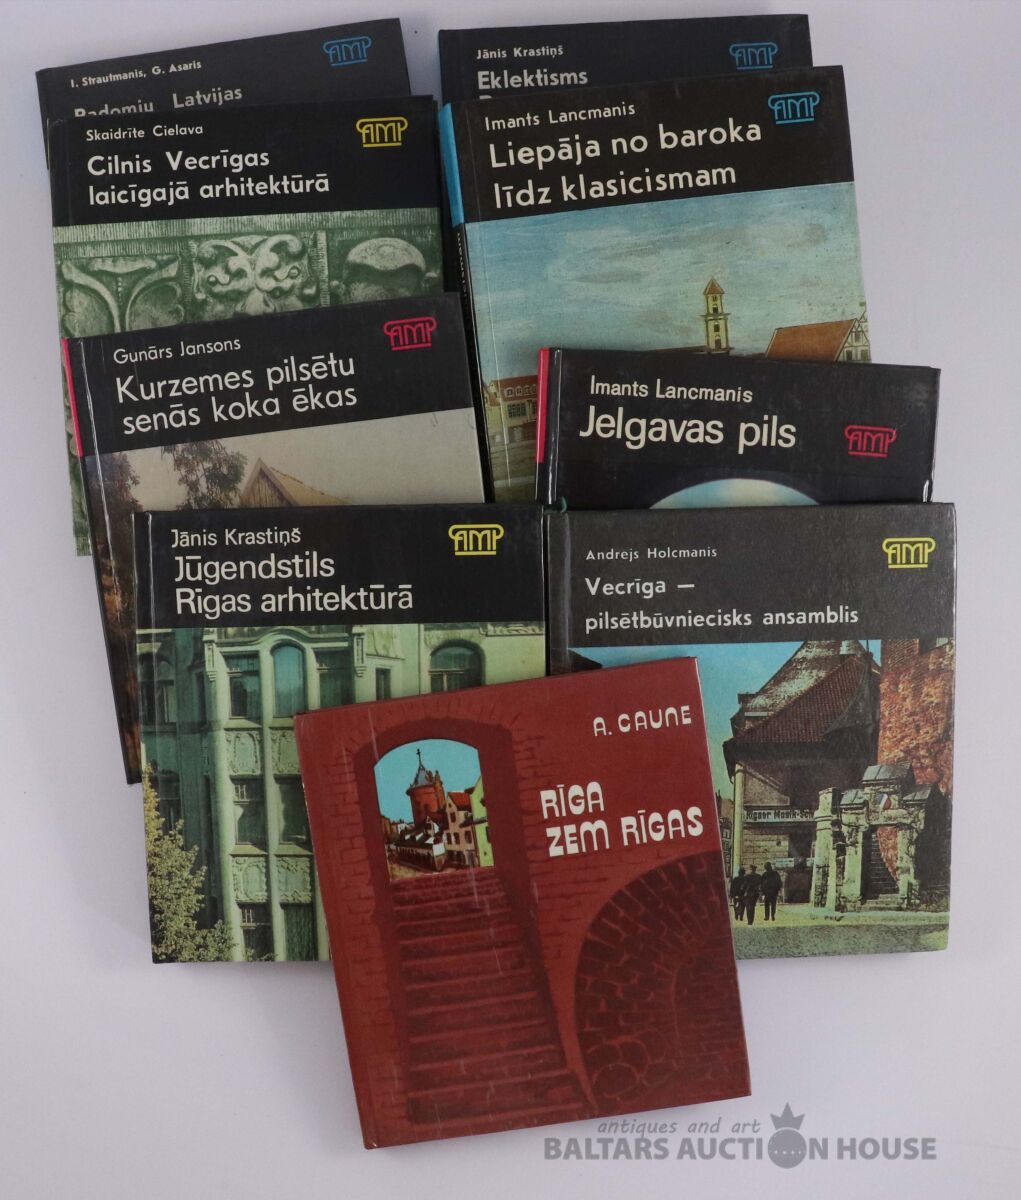 I. Strautmanis, G. Asaris
Padomju Latvijas
AMP
Jānis Krastiņš
Eklektisms
AMP
Skaidrīte Cielava
Cilnis Vecrīgas
laicīgajā arhitektūrā
AMP
Imants Lancmanis
Liepāja no baroka
līdz klasicismam
AMP
Gunārs Jansons
Kurzemes pilsētu
senās koka ēkas
AMP
Imants Lancmanis
Jelgavas pils
AMP
Jānis Krastiņš
Jūgendstils
Rīgas arhitektūrā
AMP
Andrejs Holcmanis
Vecrīga —
pilsētbūvniecisks ansamblis
AMP
A. CAUNE
RĪGA
ZEM RĪGAS
antiques and art
BALTARS AUCTION HOUSE